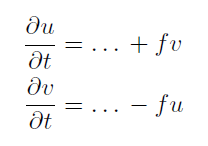 ∂u/∂t = ... + fv
∂v/∂t = ... − fu